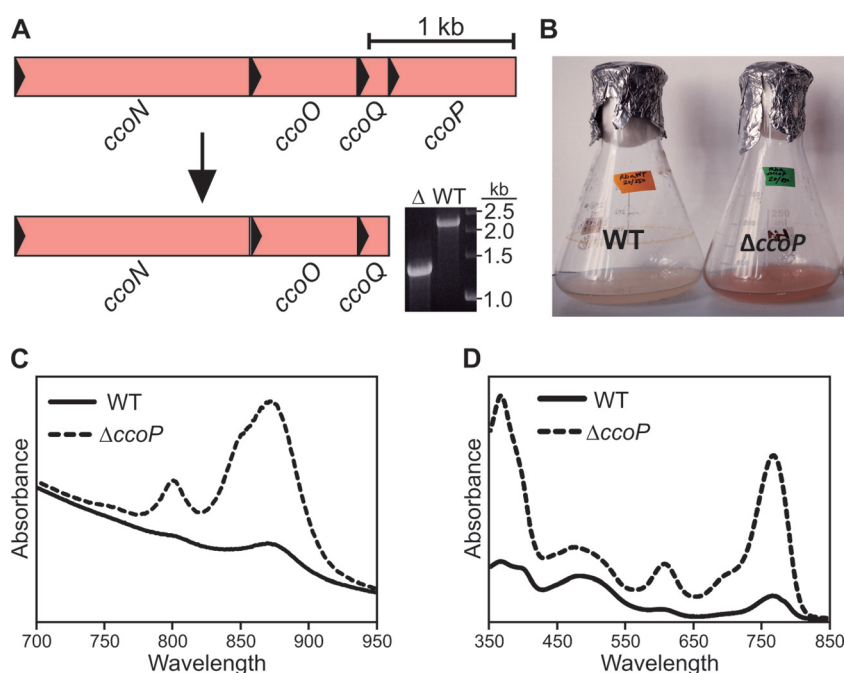 A
1 kb
ccoN
ccoO
ccoQ
ccoP
ccoN
ccoO
ccoQ
Δ WT kb
2.5
2.0
1.5
1.0
B
WT
ΔccoP
C
WT
ΔccoP
Absorbance
700 750 800 850 900 950
Wavelength
D
WT
ΔccoP
Absorbance
350 450 550 650 750 850
Wavelength